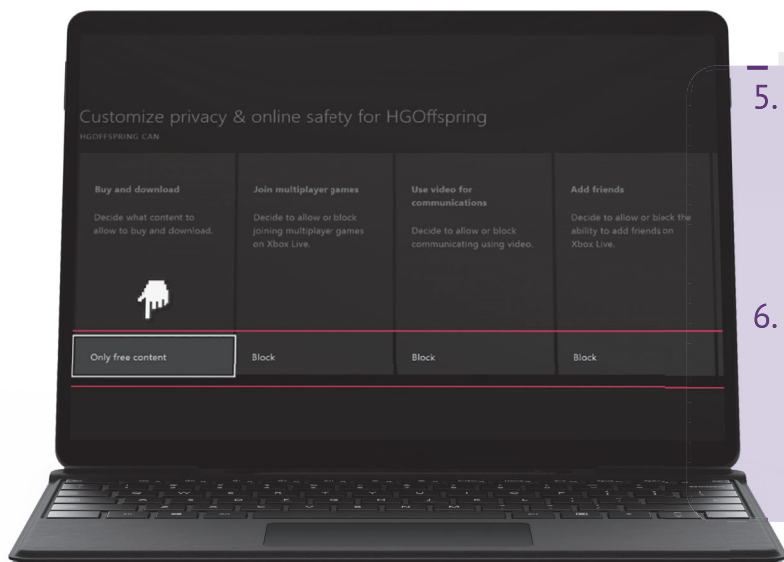 Customize privacy & online safety for HGOffspring
HGOFFSPRING CAN
Buy and download
Decide what content to
allow to buy and download.
Only free content
Join multiplayer games
Decide to allow or block
joining multiplayer games
on Xbox Live.
Block
Use video for
communications
Decide to allow or block
communicating using video.
Block
Add friends
Decide to allow or block the
ability to add friends on
Xbox Live.
Block
5.
6.